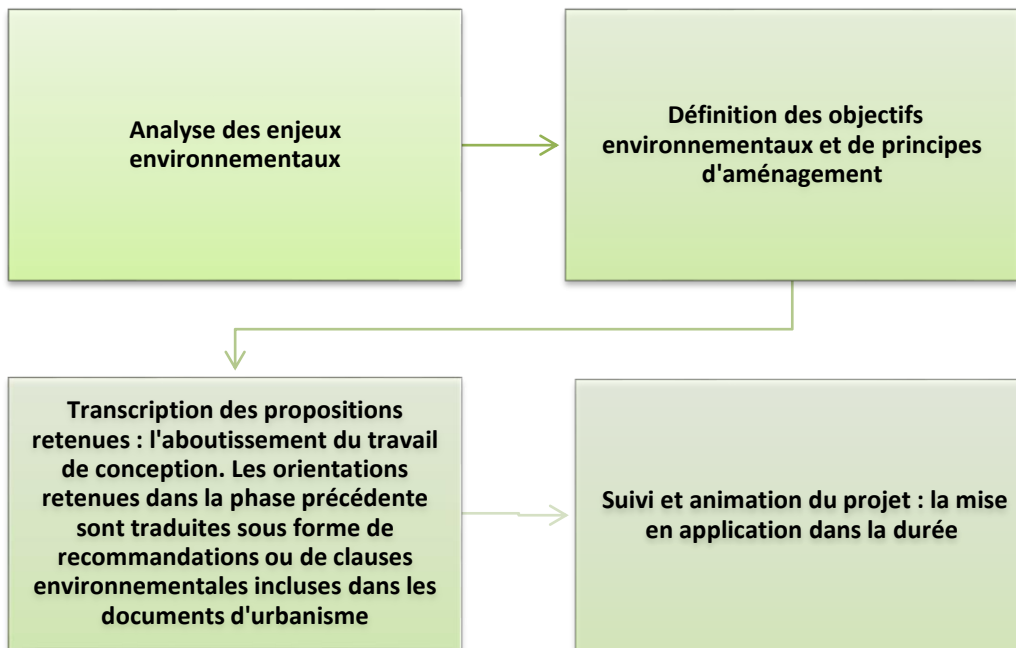 Analyse des enjeux
environnementaux
Définition des objectifs
environnementaux et de principes
d'aménagement
Transcription des propositions
retenues : l'aboutissement du travail
de conception. Les orientations
retenues dans la phase précédente
sont traduites sous forme de
recommandations ou de clauses
environnementales incluses dans les
documents d'urbanisme
Suivi et animation du projet : la mise
en application dans la durée